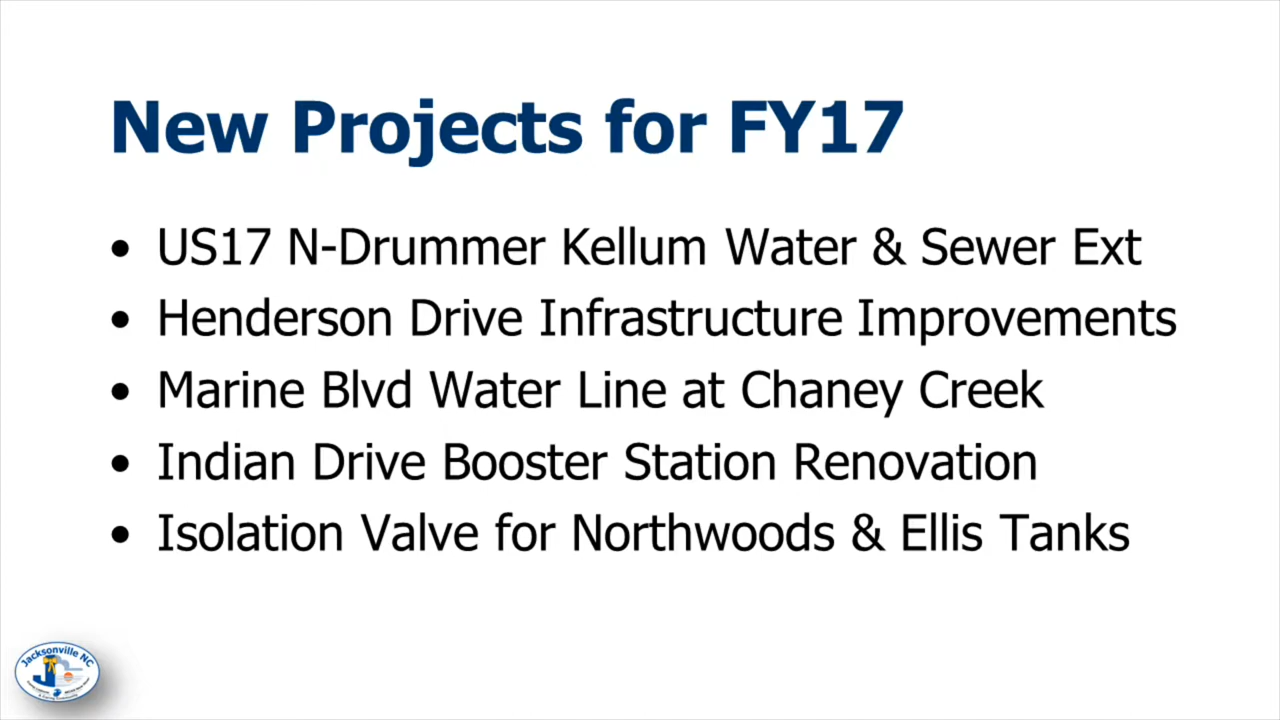 New Projects for FY17
• US17 N-Drummer Kellum Water & Sewer Ext
• Henderson Drive Infrastructure Improvements
• Marine Blvd Water Line at Chaney Creek
• Indian Drive Booster Station Renovation
• Isolation Valve for Northwoods & Ellis Tanks
Jacksonville NC